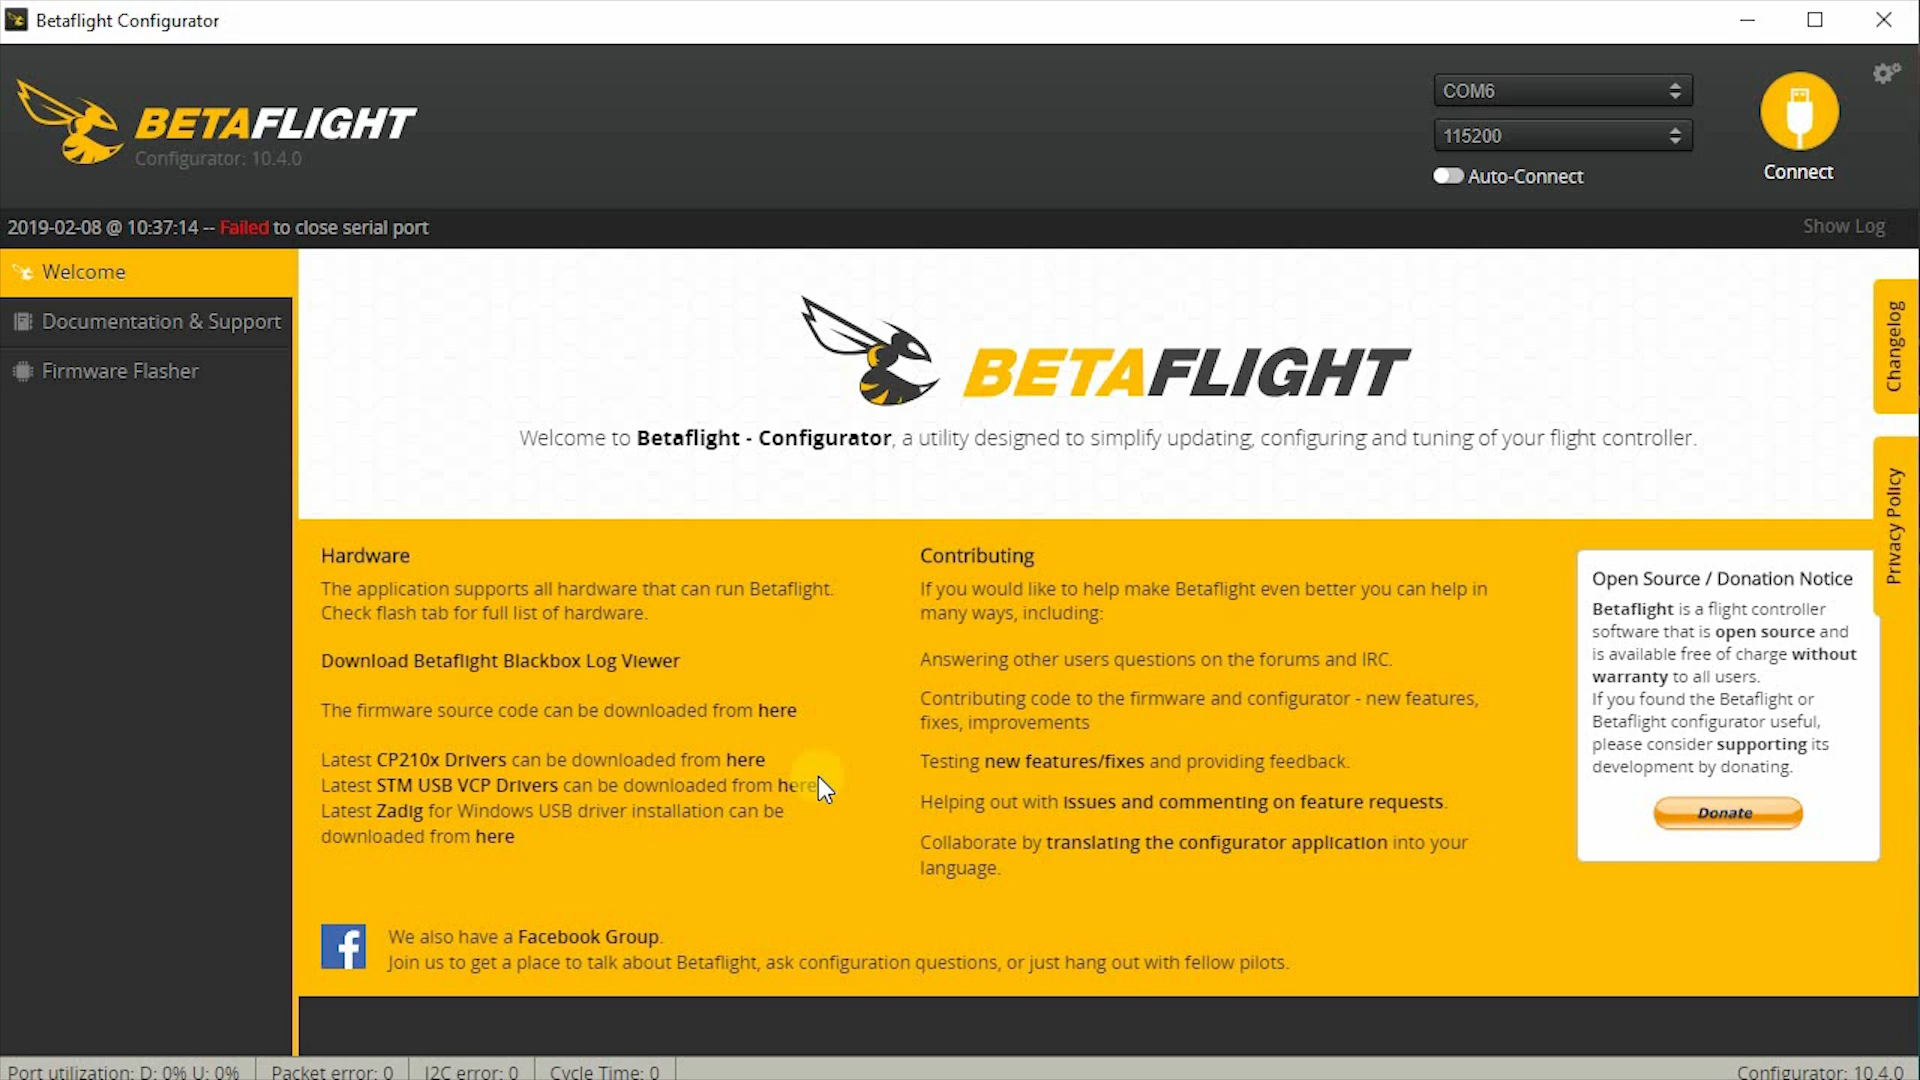 Betaflight Configurator
BETAFLIGHT
Configurator: 10.4.0
COM6
115200
Auto-Connect
Connect
2019-02-08 @ 10:37:14 -- Failed to close serial port
Show Log
Welcome
Documentation & Support
Firmware Flasher
BETAFLIGHT
Welcome to Betaflight - Configurator, a utility designed to simplify updating, configuring and tuning of your flight controller.
Changelog
Privacy Policy
Hardware
The application supports all hardware that can run Betaflight.
Check flash tab for full list of hardware.
Download Betaflight Blackbox Log Viewer
The firmware source code can be downloaded from here
Latest CP210x Drivers can be downloaded from here
Latest STM USB VCP Drivers can be downloaded from here
Latest Zadig for Windows USB driver installation can be
downloaded from here
Contributing
If you would like to help make Betaflight even better you can help in
many ways, including:
Answering other users questions on the forums and IRC.
Contributing code to the firmware and configurator - new features,
fixes, improvements
Testing new features/fixes and providing feedback.
Helping out with issues and commenting on feature requests.
Collaborate by translating the configurator application into your
language.
Open Source / Donation Notice
Betaflight is a flight controller
software that is open source and
is available free of charge without
warranty to all users.
If you found the Betaflight or
Betaflight configurator useful,
please consider supporting its
development by donating.
Donate
f
We also have a Facebook Group.
Join us to get a place to talk about Betaflight, ask configuration questions, or just hang out with fellow pilots.
Port utilization: D: 0% U: 0%
Packet error: 0
I2C error: 0
Cycle Time: 0
Configurator: 10.4.0